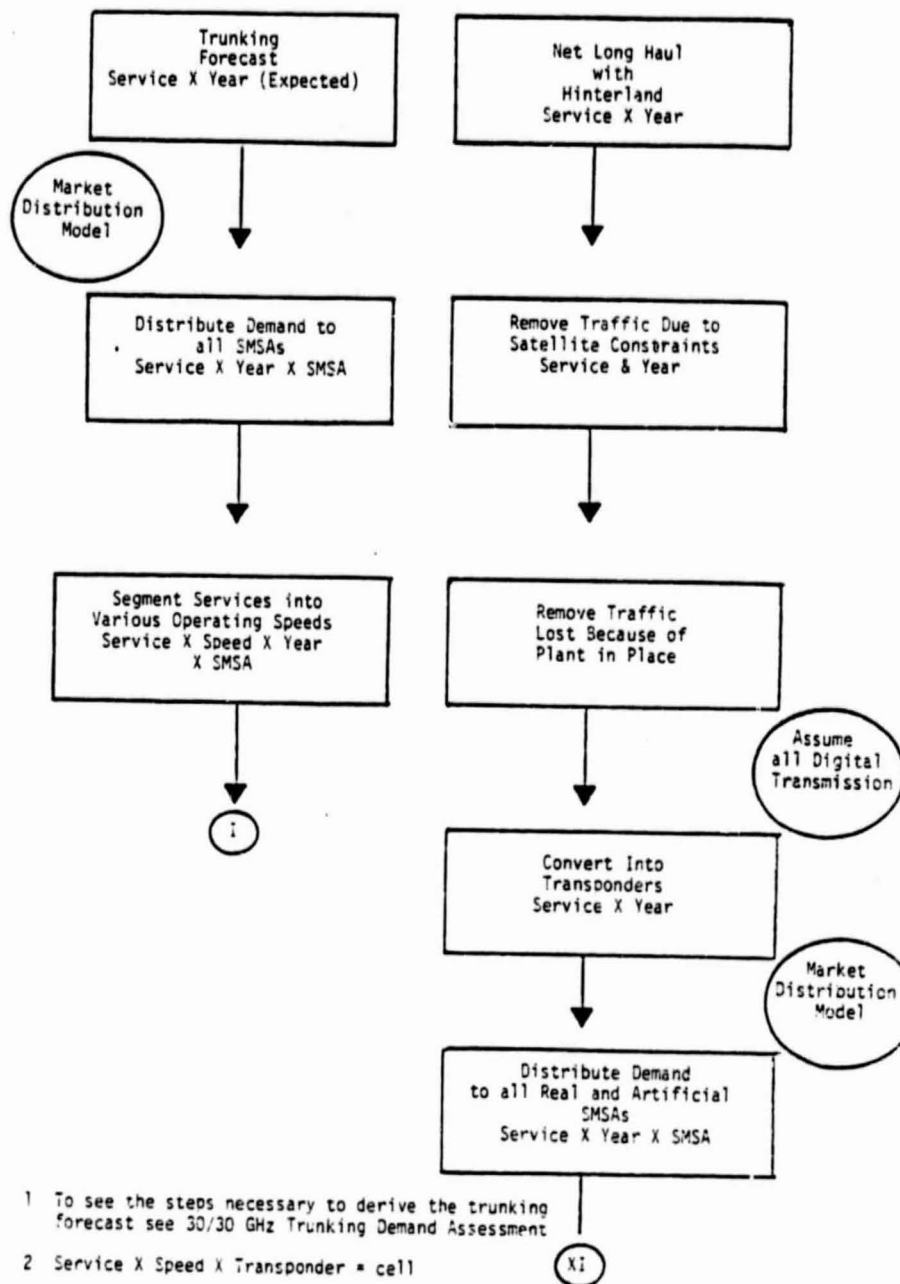 Trunking
Forecast
Service X Year (Expected)
Net Long Haul
with
Hinterland
Service X Year
Market
Distribution
Model
Distribute Demand to
all SMSAs
Service X Year X SMSA
Remove Traffic Due to
Satellite Constraints
Service & Year
Segment Services into
Various Operating Speeds
Service X Speed X Year
X SMSA
Remove Traffic
Lost Because of
Plant in Place
Assume
all Digital
Transmission
I
Convert Into
Transponders
Service X Year
Market
Distribution
Model
Distribute Demand
to all Real and Artificial
SMSAs
Service X Year X SMSA
1 To see the steps necessary to derive the trunking
forecast see 30/30 GHz Trunking Demand Assessment
2 Service X Speed X Transponder = cell
XI